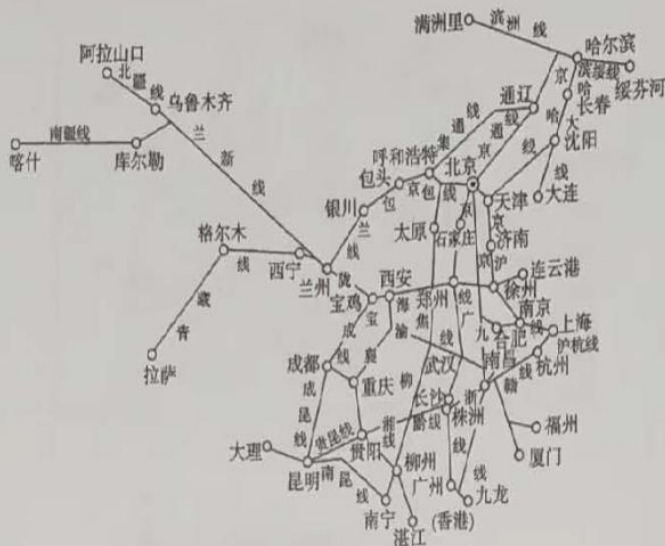 满洲里
滨洲线
哈尔滨
滨绥线
绥芬河
阿拉山口
北疆线
乌鲁木齐
京哈
长春
通辽
哈大线
沈阳
大连
南疆线
喀什
库尔勒
兰新线
集通线
京通线
呼和浩特
北京
包头
京包线
天津
银川
包兰线
太原
石家庄
京沪
济南
格尔木
西宁
兰州
青藏线
拉萨
陇海线
西安
郑州
徐州
连云港
宝鸡
宝成线
南京
合肥
上海
沪杭线
杭州
焦柳
京广线
京九线
襄渝线
武汉
南昌
成都
重庆
成昆线
长沙
浙赣线
株洲
贵昆线
湘黔线
大理
昆明
贵阳
福州
厦门
南昆线
柳州
广州
九龙
(香港)
南宁
湛江